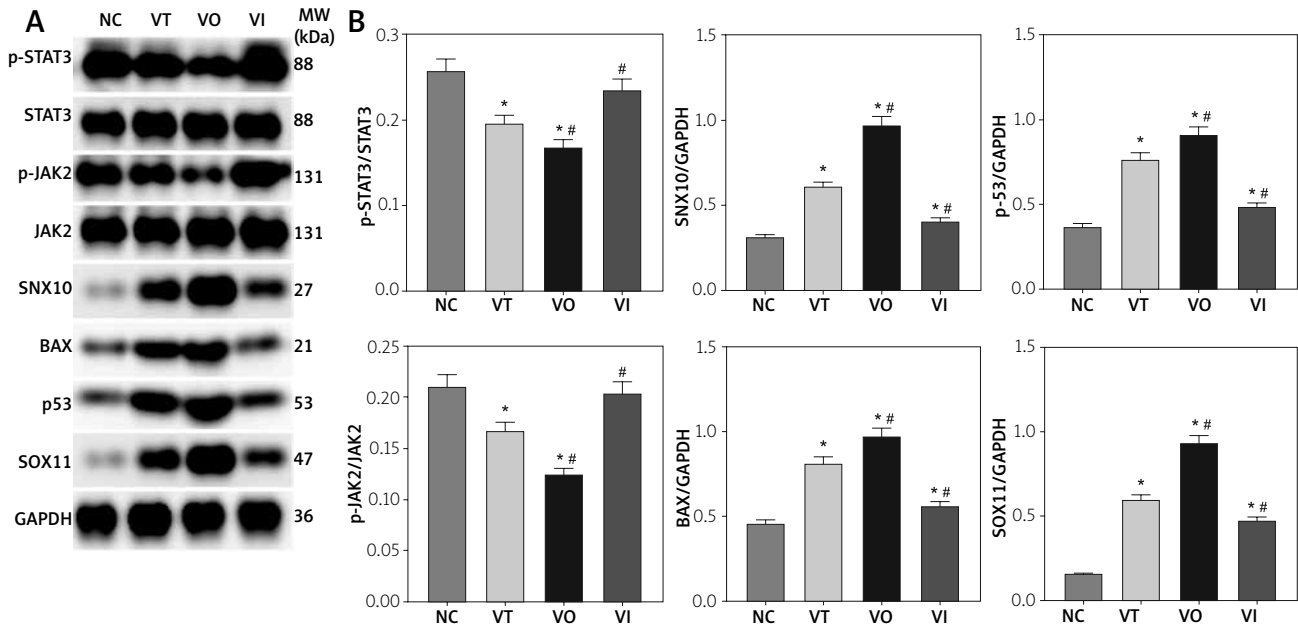 A
NC VT VO VI MW
(kDa)
p-STAT3 88
STAT3 88
p-JAK2 131
JAK2 131
SNX10 27
BAX 21
p53 53
SOX11 47
GAPDH 36
B
p-STAT3/STAT3
0.3
0.2
0.1
0.0
*
* #
#
NC VT VO VI
SNX10/GAPDH
1.5
1.0
0.5
0.0
*
* #
* #
NC VT VO VI
p-53/GAPDH
1.5
1.0
0.5
0.0
*
* #
* #
NC VT VO VI
p-JAK2/JAK2
0.25
0.20
0.15
0.10
0.05
0.00
*
* #
#
NC VT VO VI
BAX/GAPDH
1.5
1.0
0.5
0.0
*
* #
* #
NC VT VO VI
SOX11/GAPDH
1.5
1.0
0.5
0.0
*
* #
* #
NC VT VO VI